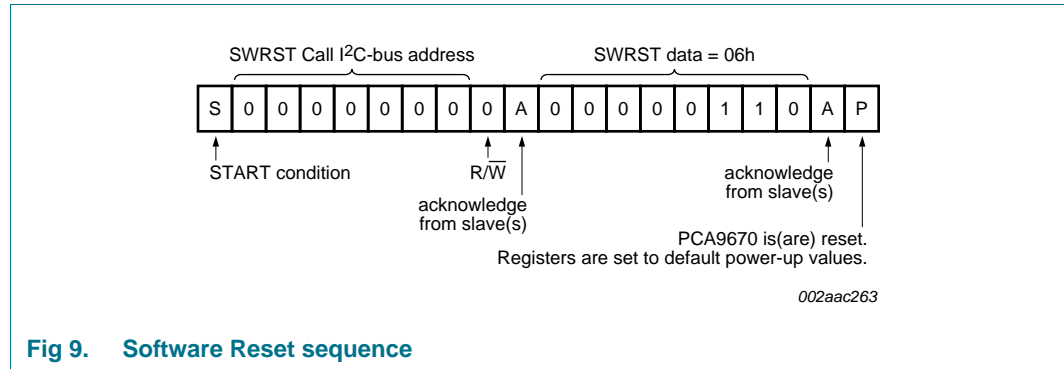 SWRST Call I2C-bus address SWRST data = 06h
S 0 0 0 0 0 0 0 0 A 0 0 0 0 0 1 1 0 A P
START condition R/W acknowledge
acknowledge from slave(s)
from slave(s)
PCA9670 is(are) reset.
Registers are set to default power-up values.
002aac263
Fig 9. Software Reset sequence